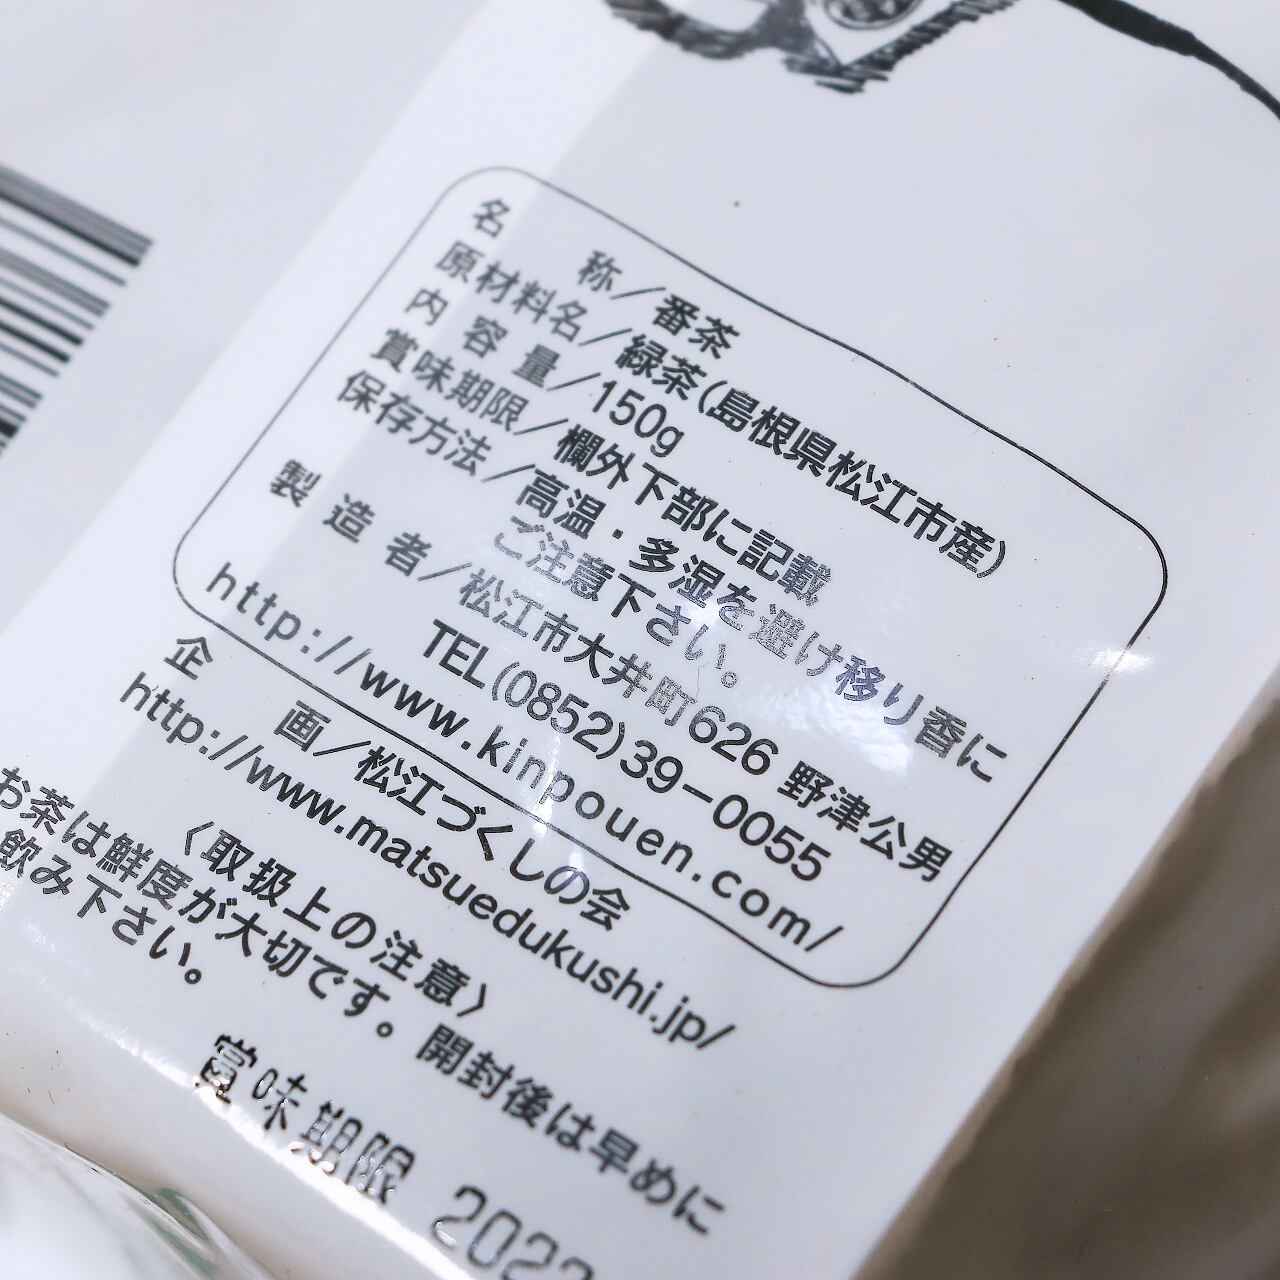 名称／番茶
原材料名／緑茶(島根県松江市産)
内容量／150g
賞味期限／欄外下部に記載
保存方法／高温・多湿を避け移り香に
ご注意下さい。
製造者／松江市大井町626 野津公男
TEL(0852)39-0055
http://www.kinpouen.com/
企画／松江づくしの会
http://www.matsuedukushi.jp/
〈取扱上の注意〉
お茶は鮮度が大切です。開封後は早めに
飲み下さい。
賞味期限